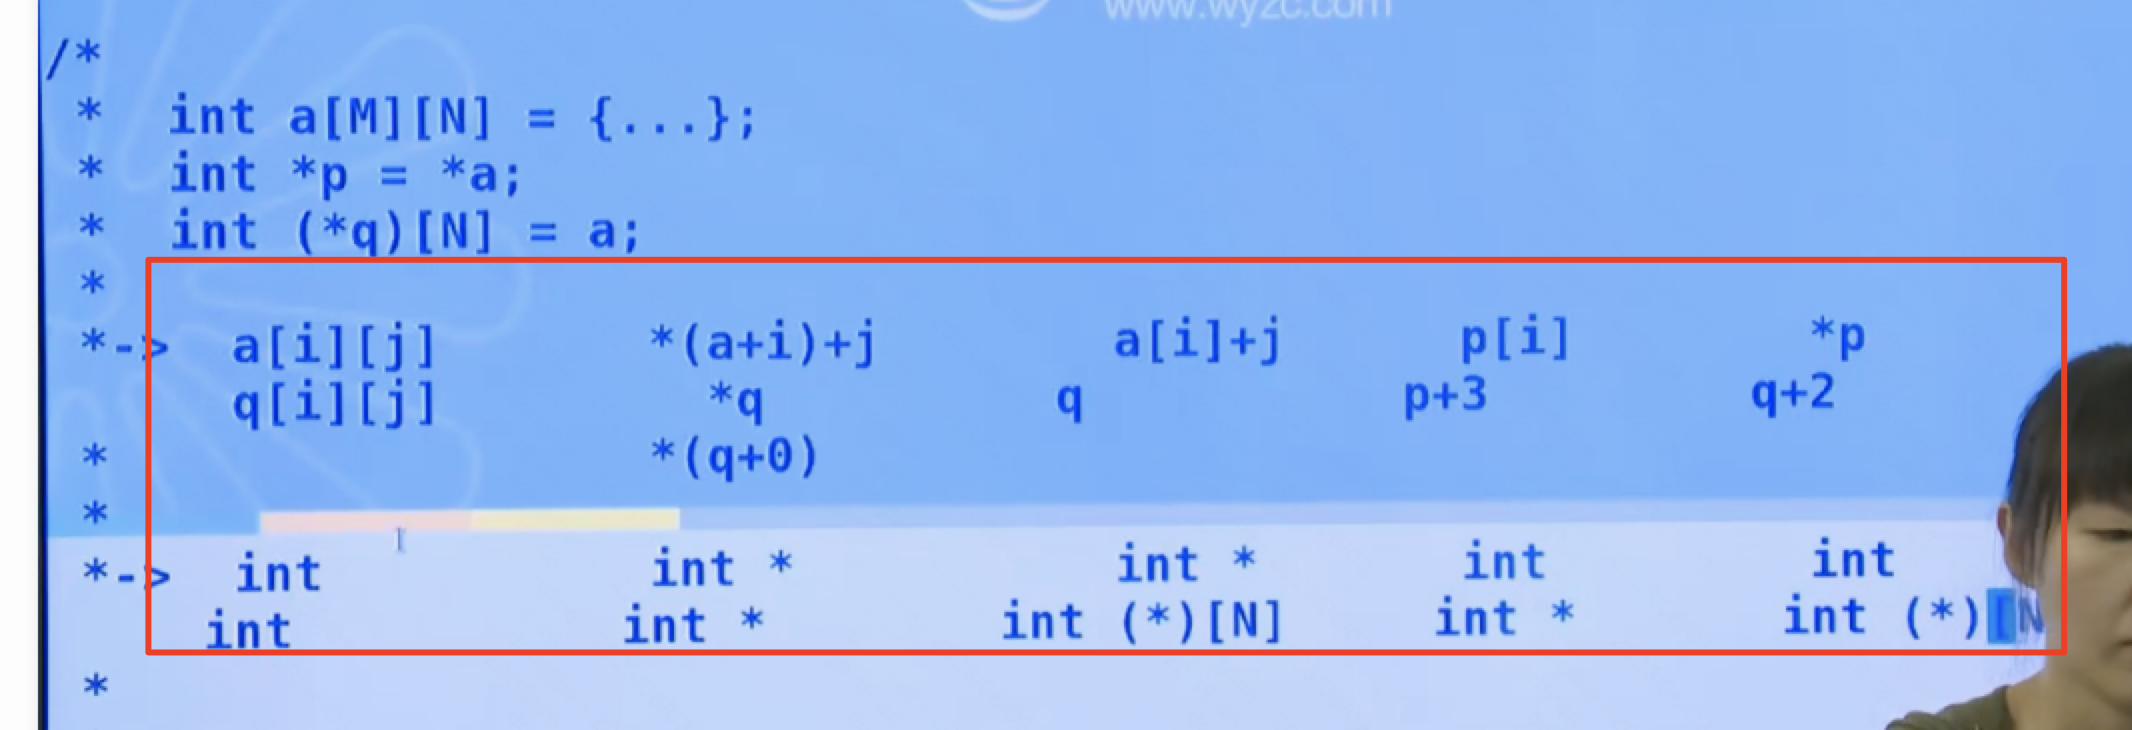 www.wyzc.com
/*
* int a[M][N] = {...};
* int *p = *a;
* int (*q)[N] = a;
*
*-> a[i][j] *(a+i)+j a[i]+j p[i] *p
q[i][j] *q q p+3 q+2
* *(q+0)
*
*-> int int * int * int int
int int * int (*)[N] int * int (*)[N
*